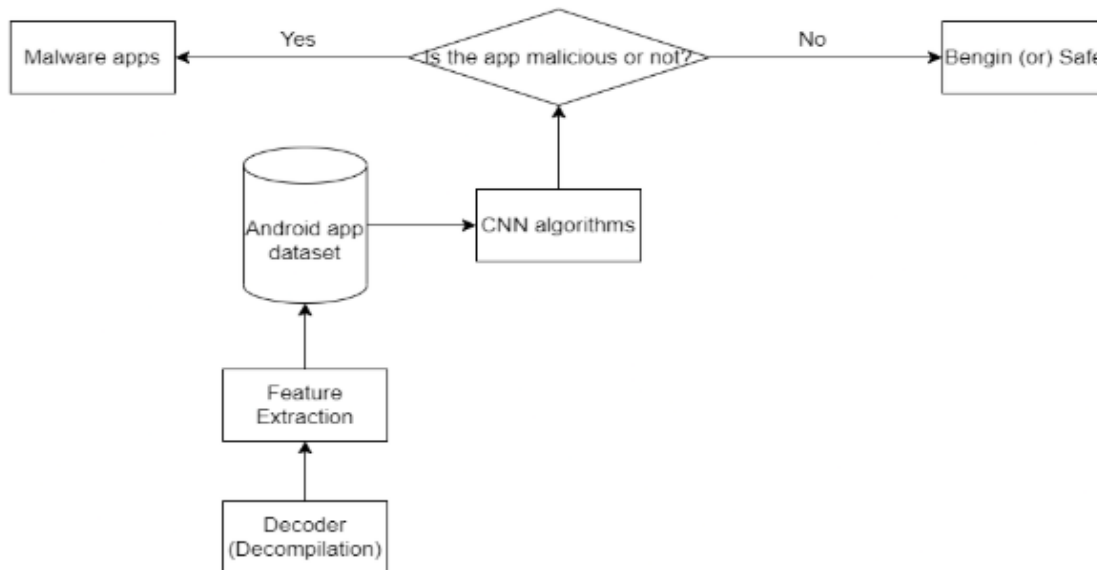 Malware apps
Yes
Is the app malicious or not?
No
Bengin (or) Safe
Android app
dataset
CNN algorithms
Feature
Extraction
Decoder
(Decompilation)